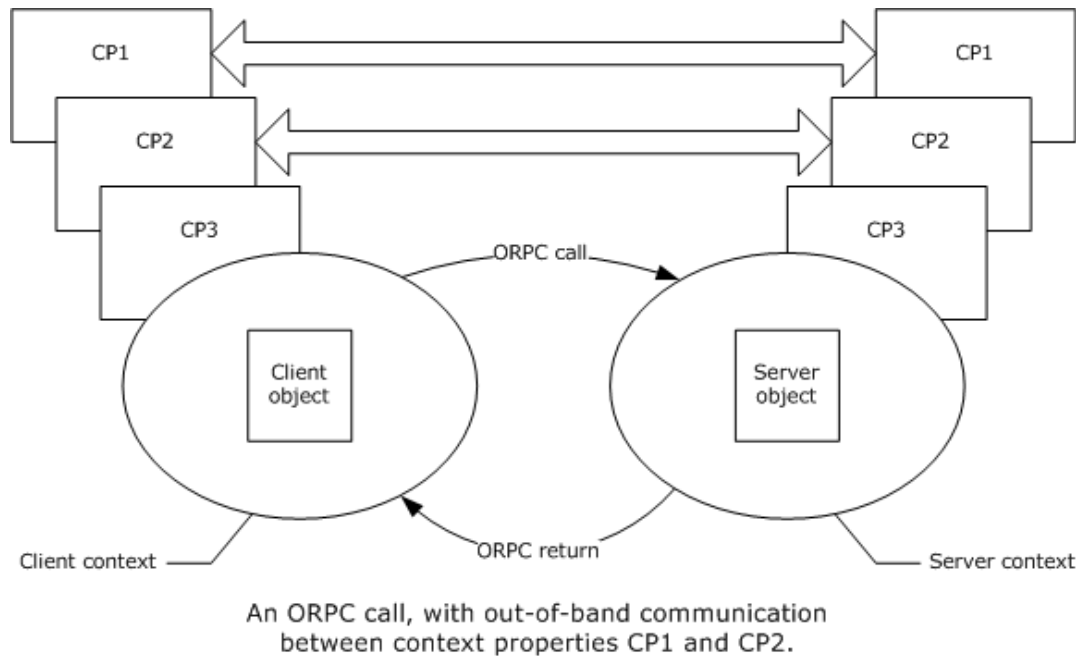 CP1
CP1
CP2
CP2
CP3
CP3
ORPC call
Client
object
Server
object
ORPC return
Client context
Server context
An ORPC call, with out-of-band communication
between context properties CP1 and CP2.